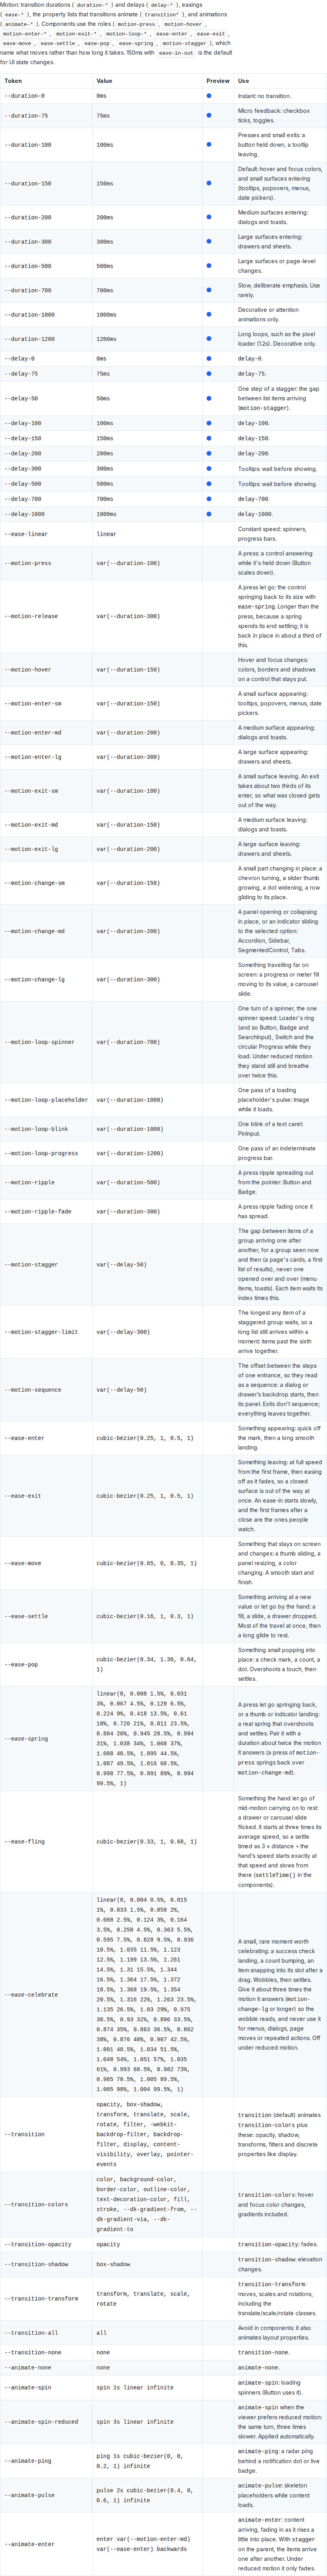 Motion: transition durations ( duration-* ) and delays ( delay-* ), easings
( ease-* ), the property lists that transitions animate ( transition* ), and animations
( animate-* ). Components use the roles ( motion-press , motion-hover ,
motion-enter-* , motion-exit-* , motion-loop-* , ease-enter , ease-exit ,
ease-move , ease-settle , ease-pop , ease-spring , motion-stagger ), which
name what moves rather than how long it takes. 150ms with ease-in-out is the default
for UI state changes.
Token Value Preview Use
--duration-0 0ms Instant: no transition.
--duration-75 75ms Micro feedback: checkbox
ticks, toggles.
--duration-100 100ms Presses and small exits: a
button held down, a tooltip
leaving.
--duration-150 150ms Default: hover and focus colors,
and small surfaces entering
(tooltips, popovers, menus,
date pickers).
--duration-200 200ms Medium surfaces entering:
dialogs and toasts.
--duration-300 300ms Large surfaces entering:
drawers and sheets.
--duration-500 500ms Large surfaces or page-level
changes.
--duration-700 700ms Slow, deliberate emphasis. Use
rarely.
--duration-1000 1000ms Decorative or attention
animations only.
--duration-1200 1200ms Long loops, such as the pixel
loader (1.2s). Decorative only.
--delay-0 0ms delay-0.
--delay-75 75ms delay-75.
--delay-50 50ms One step of a stagger: the gap
between list items arriving
(motion-stagger).
--delay-100 100ms delay-100.
--delay-150 150ms delay-150.
--delay-200 200ms delay-200.
--delay-300 300ms Tooltips: wait before showing.
--delay-500 500ms Tooltips: wait before showing.
--delay-700 700ms delay-700.
--delay-1000 1000ms delay-1000.
--ease-linear linear Constant speed: spinners,
progress bars.
--motion-press var(--duration-100) A press: a control answering
while it's held down (Button
scales down).
--motion-release var(--duration-300) A press let go: the control
springing back to its size with
ease-spring. Longer than the
press, because a spring
spends its end settling; it is
back in place in about a third of
this.
--motion-hover var(--duration-150) Hover and focus changes:
colors, borders and shadows
on a control that stays put.
--motion-enter-sm var(--duration-150) A small surface appearing:
tooltips, popovers, menus, date
pickers.
--motion-enter-md var(--duration-200) A medium surface appearing:
dialogs and toasts.
--motion-enter-lg var(--duration-300) A large surface appearing:
drawers and sheets.
--motion-exit-sm var(--duration-100) A small surface leaving. An exit
takes about two thirds of its enter,
so what was closed gets
out of the way.
--motion-exit-md var(--duration-150) A medium surface leaving:
dialogs and toasts.
--motion-exit-lg var(--duration-200) A large surface leaving:
drawers and sheets.
--motion-change-sm var(--duration-150) A small part changing in place: a
chevron turning, a slider thumb
growing, a dot widening, a row
gliding to its place.
--motion-change-md var(--duration-200) A panel opening or collapsing
in place, or an indicator sliding
to the selected option:
Accordion, Sidebar,
SegmentedControl, Tabs.
--motion-change-lg var(--duration-300) Something travelling far on
screen: a progress or meter fill
moving to its value, a carousel
slide.
--motion-loop-spinner var(--duration-700) One turn of a spinner, the one
spinner speed: Loader's ring
(and so Button, Badge and
SearchInput), Switch and the
circular Progress while they
load. Under reduced motion
they stand still and breathe
over twice this.
--motion-loop-placeholder var(--duration-1000) One pass of a loading
placeholder's pulse: Image
while it loads.
--motion-loop-blink var(--duration-1000) One blink of a text caret:
PinInput.
--motion-loop-progress var(--duration-1200) One pass of an indeterminate
progress bar.
--motion-ripple var(--duration-500) A press ripple spreading out
from the pointer: Button and
Badge.
--motion-ripple-fade var(--duration-300) A press ripple fading once it
has spread.
--motion-stagger var(--delay-50) The gap between items of a
group arriving one after
another, for a group seen now
and then (a page's cards, a first
list of results), never one
opened over and over (menu
items, toasts). Each item waits its
index times this.
--motion-stagger-limit var(--delay-300) The longest any item of a
staggered group waits, so a
long list still arrives within a
moment: items past the sixth
arrive together.
--motion-sequence var(--delay-50) The offset between the steps
of one entrance, so they read
as a sequence: a dialog or
drawer's backdrop starts, then
its panel. Exits don't sequence;
everything leaves together.
--ease-enter cubic-bezier(0.25, 1, 0.5, 1) Something appearing: quick off
the mark, then a long smooth
landing.
--ease-exit cubic-bezier(0.25, 1, 0.5, 1) Something leaving: at full speed
from the first frame, then easing
off as it fades, so a closed
surface is out of the way at
once. An ease-in starts slowly,
and the first frames after a
close are the ones people
watch.
--ease-move cubic-bezier(0.65, 0, 0.35, 1) Something that stays on screen
and changes: a thumb sliding, a
panel resizing, a color
changing. A smooth start and
finish.
--ease-settle cubic-bezier(0.16, 1, 0.3, 1) Something arriving at a new
value or let go by the hand: a
fill, a slide, a drawer dropped.
Most of the travel at once, then
a long glide to rest.
--ease-pop cubic-bezier(0.34, 1.36, 0.64,
1) Something small popping into
place: a check mark, a count, a
dot. Overshoots a touch, then
settles.
--ease-spring linear(0, 0.008 1.5%, 0.031
3%, 0.067 4.5%, 0.129 6.5%,
0.224 9%, 0.418 13.5%, 0.61
18%, 0.726 21%, 0.811 23.5%,
0.884 26%, 0.945 28.5%, 0.994
31%, 1.038 34%, 1.068 37%,
1.088 40.5%, 1.095 44.5%,
1.087 49.5%, 1.016 68.5%,
0.998 77.5%, 0.991 89%, 0.994
99.5%, 1) A press let go springing back,
or a thumb or indicator landing:
a real spring that overshoots
and settles. Pair it with a
duration about twice the motion
it answers (a press of motion-
press springs back over
motion-change-md).
--ease-fling cubic-bezier(0.33, 1, 0.68, 1) Something the hand let go of
mid-motion carrying on to rest:
a drawer or carousel slide
flicked. It starts at three times its
average speed, so a settle
timed as 3 × distance ÷ the
hand's speed starts exactly at
that speed and slows from
there (settleTime() in the
components).
--ease-celebrate linear(0, 0.004 0.5%, 0.015
1%, 0.033 1.5%, 0.058 2%,
0.088 2.5%, 0.124 3%, 0.164
3.5%, 0.258 4.5%, 0.363 5.5%,
0.595 7.5%, 0.828 9.5%, 0.936
10.5%, 1.035 11.5%, 1.123
12.5%, 1.199 13.5%, 1.261
14.5%, 1.31 15.5%, 1.344
16.5%, 1.364 17.5%, 1.372
18.5%, 1.368 19.5%, 1.354
20.5%, 1.316 22%, 1.263 23.5%,
1.135 26.5%, 1.03 29%, 0.975
30.5%, 0.93 32%, 0.896 33.5%,
0.874 35%, 0.863 36.5%, 0.862
38%, 0.876 40%, 0.907 42.5%,
1.001 48.5%, 1.034 51.5%,
1.048 54%, 1.051 57%, 1.035
61%, 0.993 68.5%, 0.982 73%,
0.985 78.5%, 1.005 89.5%,
1.005 98%, 1.004 99.5%, 1) A small, rare moment worth
celebrating: a success check
landing, a count bumping, an
item snapping into its slot after a
drag. Wobbles, then settles.
Give it about three times the
motion it answers (motion-
change-lg or longer) so the
wobble reads, and never use it
for menus, dialogs, page
moves or repeated actions. Off
under reduced motion.
--transition opacity, box-shadow,
transform, translate, scale,
rotate, filter, -webkit-
backdrop-filter, backdrop-
filter, display, content-
visibility, overlay, pointer-
events transition (default) animates
transition-colors plus
these: opacity, shadow,
transforms, filters and discrete
properties like display.
--transition-colors color, background-color,
border-color, outline-color,
text-decoration-color, fill,
stroke, --dk-gradient-from, --
dk-gradient-via, --dk-
gradient-to transition-colors: hover
and focus color changes,
gradients included.
--transition-opacity opacity transition-opacity: fades.
--transition-shadow box-shadow transition-shadow: elevation
changes.
--transition-transform transform, translate, scale,
rotate transition-transform:
moves, scales and rotations,
including the
translate/scale/rotate classes.
--transition-all all Avoid in components: it also
animates layout properties.
--transition-none none transition-none.
--animate-none none animate-none.
--animate-spin spin 1s linear infinite animate-spin: loading
spinners (Button uses it).
--animate-spin-reduced spin 3s linear infinite animate-spin when the
viewer prefers reduced motion:
the same turn, three times
slower. Applied automatically.
--animate-ping ping 1s cubic-bezier(0, 0,
0.2, 1) infinite animate-ping: a radar ping
behind a notification dot or live
badge.
--animate-pulse pulse 2s cubic-bezier(0.4, 0,
0.6, 1) infinite animate-pulse: skeleton
placeholders while content
loads.
--animate-enter enter var(--motion-enter-md)
var(--ease-enter) backwards animate-enter: content
arriving, fading in as it rises a
little into place. With stagger
on the parent, the items arrive
one after another. Under
reduced motion it only fades.